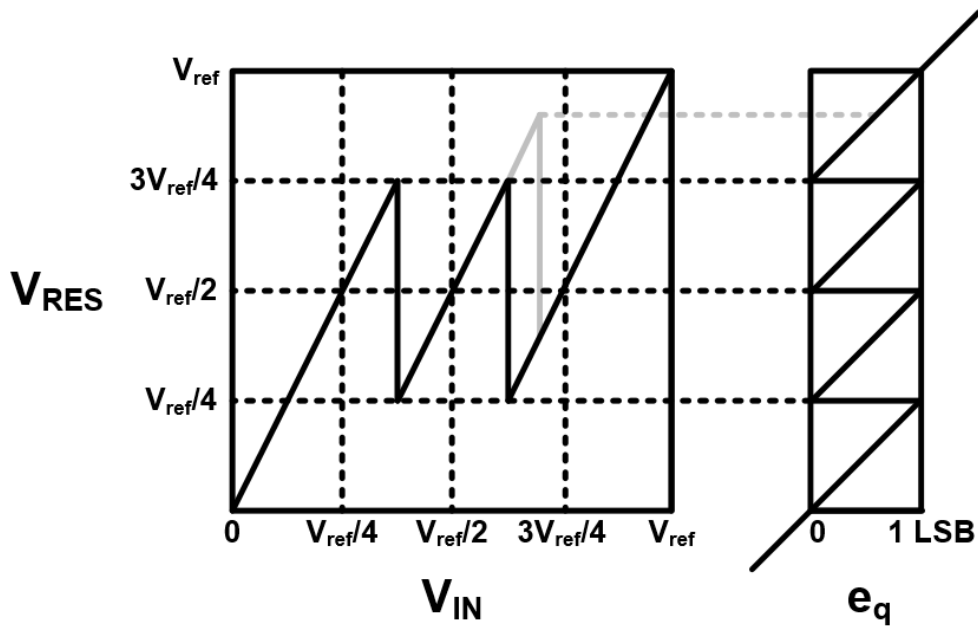 Vref
3Vref/4
VRES
Vref/2
Vref/4
0 Vref/4 Vref/2 3Vref/4 Vref
0 1 LSB
VIN
eq